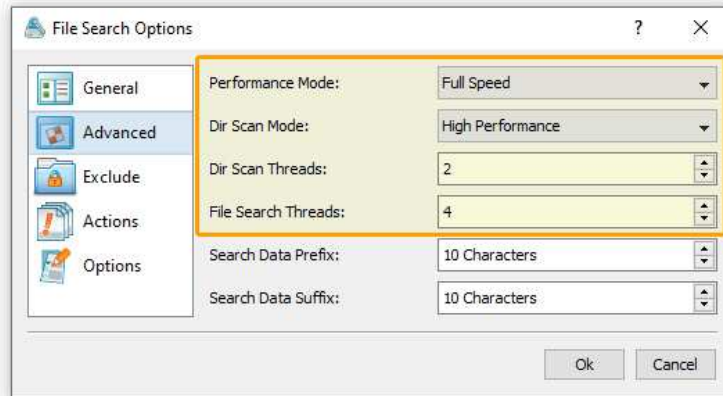 File Search Options
?
General
Advanced
Exclude
Actions
Options
Performance Mode: Full Speed
Dir Scan Mode: High Performance
Dir Scan Threads: 2
File Search Threads: 4
Search Data Prefix: 10 Characters
Search Data Suffix: 10 Characters
Ok Cancel